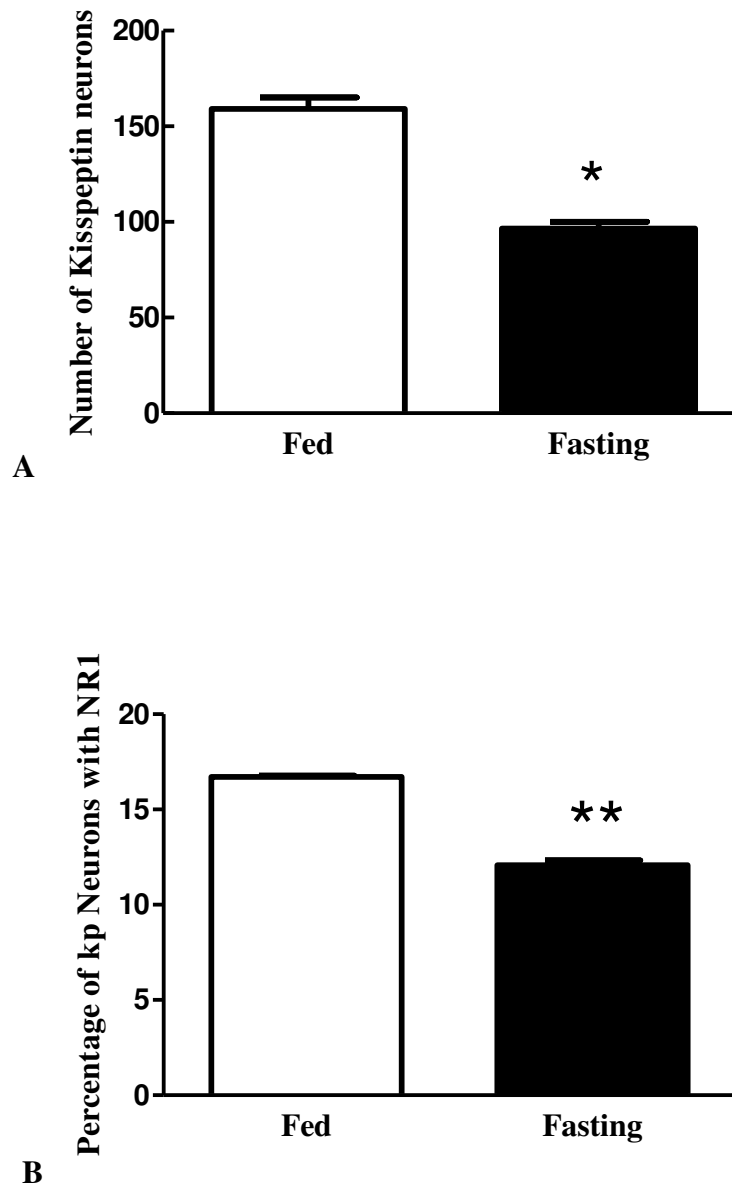 Number of Kisspeptin neurons
200
150
100
50
0
*
Fed
Fasting
A
Percentage of kp Neurons with NR1
20
15
10
5
0
**
Fed
Fasting
B